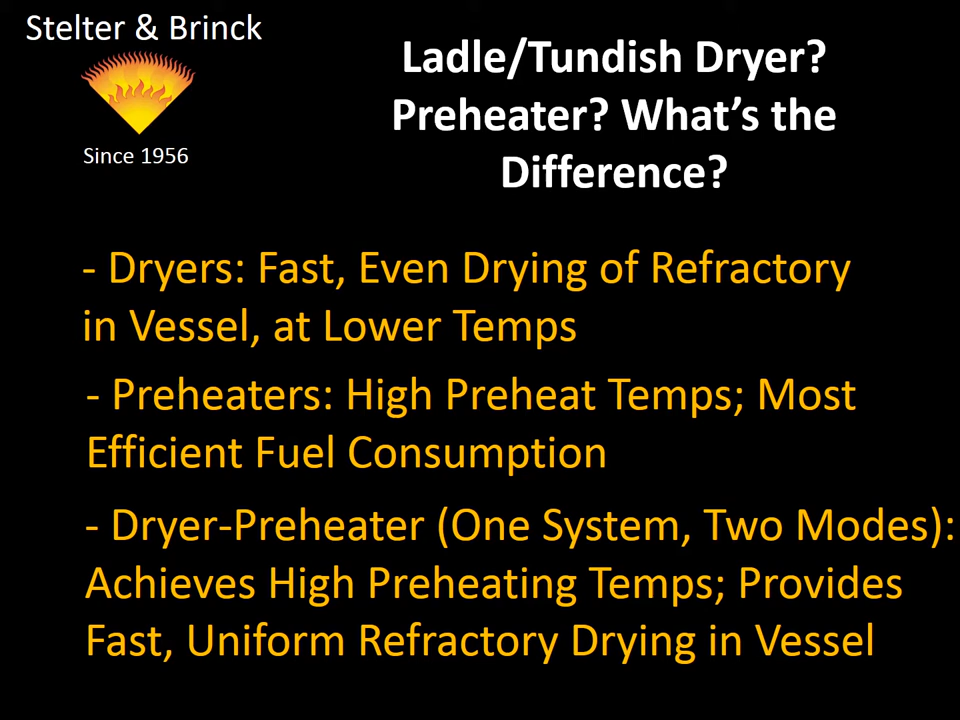 Stelter & Brinck
Since 1956
Ladle/Tundish Dryer?
Preheater? What’s the
Difference?
- Dryers: Fast, Even Drying of Refractory
in Vessel, at Lower Temps
- Preheaters: High Preheat Temps; Most
Efficient Fuel Consumption
- Dryer-Preheater (One System, Two Modes):
Achieves High Preheating Temps; Provides
Fast, Uniform Refractory Drying in Vessel